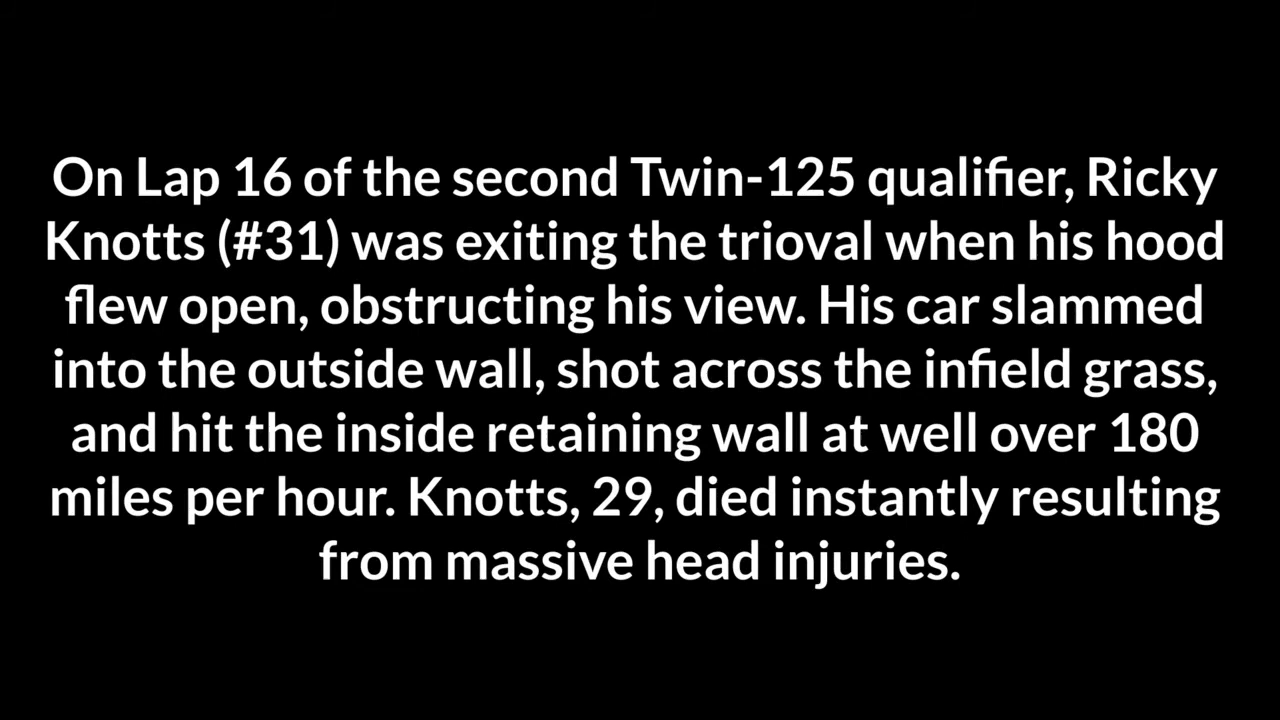 On Lap 16 of the second Twin-125 qualifier, Ricky
Knotts (#31) was exiting the trioval when his hood
flew open, obstructing his view. His car slammed
into the outside wall, shot across the infield grass,
and hit the inside retaining wall at well over 180
miles per hour. Knotts, 29, died instantly resulting
from massive head injuries.